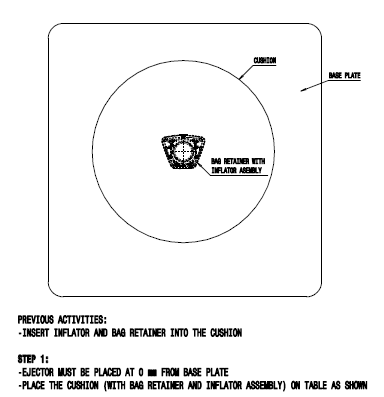 CUSHION
BASE PLATE
BAG RETAINER WITH
INFLATOR ASEMBLY
PREVIOUS ACTIVITIES:
-INSERT INFLATOR AND BAG RETAINER INTO THE CUSHION
STEP 1:
-EJECTOR MUST BE PLACED AT 0 mm FROM BASE PLATE
-PLACE THE CUSHION (WITH BAG RETAINER AND INFLATOR ASSEMBLY) ON TABLE AS SHOWN